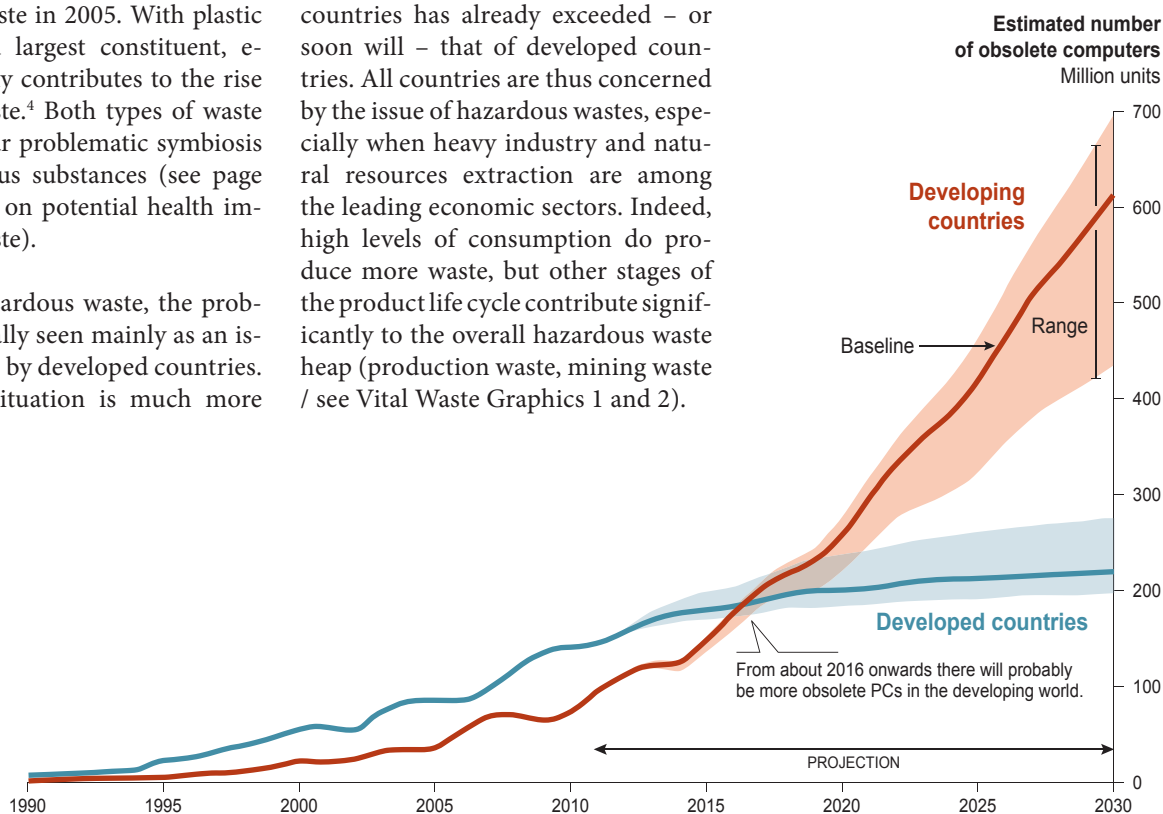 ste in 2005. With plastic
largest constituent, e-
y contributes to the rise
ste.⁴ Both types of waste
r problematic symbiosis
us substances (see page
on potential health im-
ste).
ardous waste, the prob-
ally seen mainly as an is-
by developed countries.
ituation is much more
countries has already exceeded – or
soon will – that of developed coun-
tries. All countries are thus concerned
by the issue of hazardous wastes, espe-
cially when heavy industry and natu-
ral resources extraction are among
the leading economic sectors. Indeed,
high levels of consumption do pro-
duce more waste, but other stages of
the product life cycle contribute signif-
icantly to the overall hazardous waste
heap (production waste, mining waste
/ see Vital Waste Graphics 1 and 2).
Estimated number
of obsolete computers
Million units
700
600
500
400
300
200
100
0
Developing
countries
Baseline
Range
Developed countries
From about 2016 onwards there will probably
be more obsolete PCs in the developing world.
PROJECTION
1990
1995
2000
2005
2010
2015
2020
2025
2030